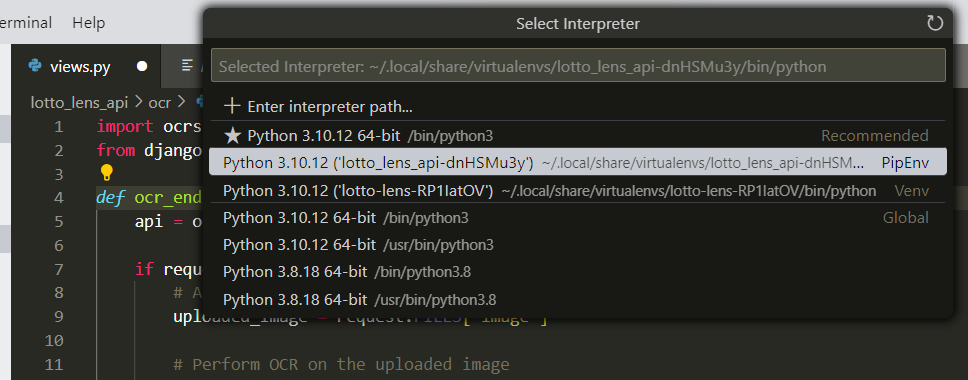 erminal Help
Select Interpreter
views.py
Selected Interpreter: ~/.local/share/virtualenvs/lotto_lens_api-dnHSMu3y/bin/python
lotto_lens_api > ocr >
Enter interpreter path...
1 import ocrs
Python 3.10.12 64-bit /bin/python3 Recommended
2 from django
Python 3.10.12 ('lotto_lens_api-dnHSMu3y') ~/.local/share/virtualenvs/lotto_lens_api-dnHSM... PipEnv
3
Python 3.10.12 ('lotto-lens-RP1IatOV') ~/.local/share/virtualenvs/lotto-lens-RP1IatOV/bin/python Venv
4 def ocr_end
Python 3.10.12 64-bit /bin/python3 Global
5 api = o
Python 3.10.12 64-bit /usr/bin/python3
6
7 if requ
Python 3.8.18 64-bit /bin/python3.8
8 # A
Python 3.8.18 64-bit /usr/bin/python3.8
9 uploaded_image = request.FILES['image']
10
11 # Perform OCR on the uploaded image